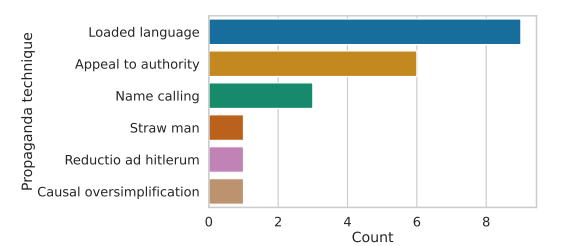 Propaganda technique
Loaded language
Appeal to authority
Name calling
Straw man
Reductio ad hitlerum
Causal oversimplification
0 2 4 6 8
Count